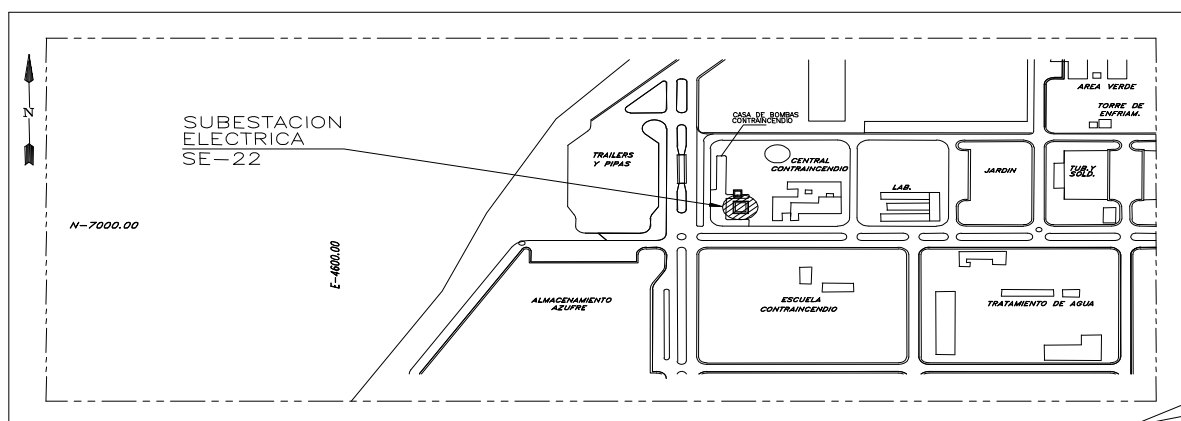 N
SUBESTACION
ELECTRICA
SE-22
N-7000.00
E-4600.00
TRAILERS
Y PIPAS
CASA DE BOMBAS
CONTRAINCENDIO
CENTRAL
CONTRAINCENDIO
LAB.
JARDIN
TUB.Y
SOLD.
AREA VERDE
TORRE DE
ENFRIAM.
ALMACENAMIENTO
AZUFRE
ESCUELA
CONTRAINCENDIO
TRATAMIENTO DE AGUA